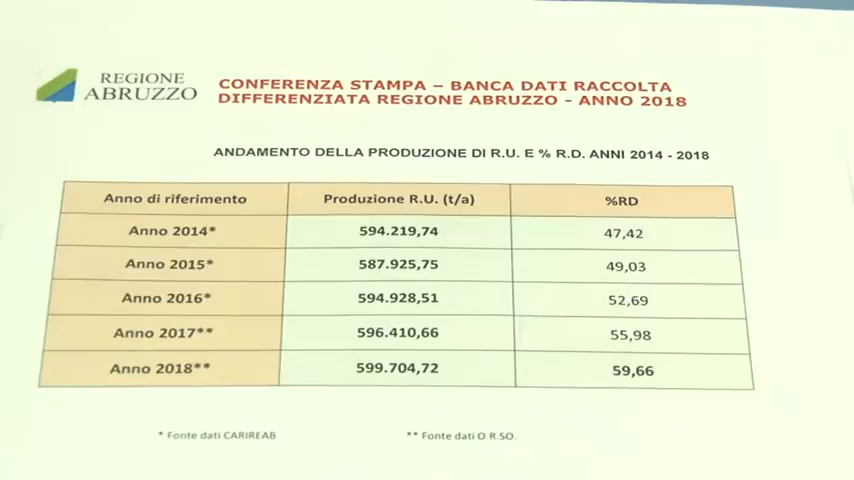 REGIONE
ABRUZZO
CONFERENZA STAMPA – BANCA DATI RACCOLTA
DIFFERENZIATA REGIONE ABRUZZO - ANNO 2018
ANDAMENTO DELLA PRODUZIONE DI R.U. E % R.D. ANNI 2014 - 2018
Anno di riferimento Produzione R.U. (t/a) %RD
Anno 2014* 594.219,74 47,42
Anno 2015* 587.925,75 49,03
Anno 2016* 594.928,51 52,69
Anno 2017** 596.410,66 55,98
Anno 2018** 599.704,72 59,66
* Fonte dati CARIREAB ** Fonte dati O.R.SO.